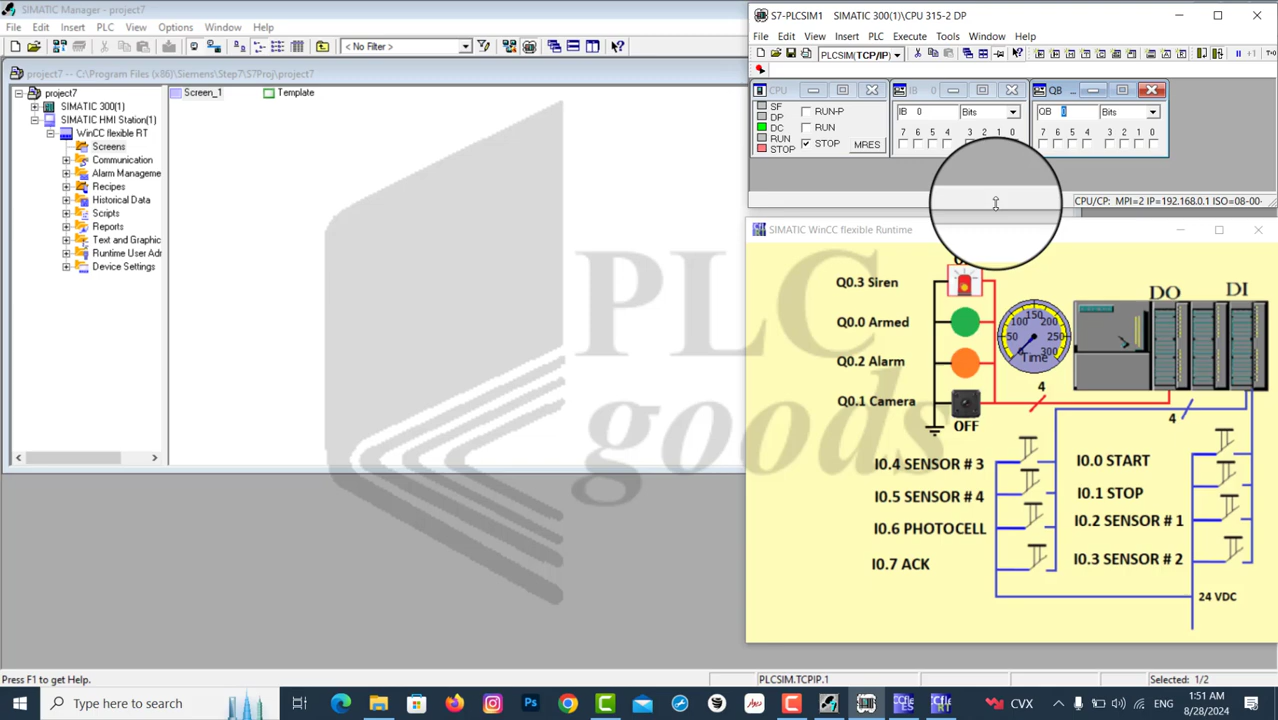 SIMATIC Manager - project7
File Edit Insert PLC View Options Window Help
< No Filter >
project7 -- C:\Program Files (x86)\Siemens\Step7\S7Proj\project7
project7
SIMATIC 300(1)
SIMATIC HMI Station(1)
WinCC flexible RT
Screens
Communication
Alarm Manageme
Recipes
Historical Data
Scripts
Reports
Text and Graphic
Runtime User Adr
Device Settings
Screen_1
Template
PLC
goods
S7-PLCSIM1 SIMATIC 300(1)\CPU 315-2 DP
File Edit View Insert PLC Execute Tools Window Help
PLCSIM(TCP/IP)
CPU
SF
DP
DC
RUN
STOP
RUN-P
RUN
STOP
MRES
IB 0
IB 0 Bits
7 6 5 4 3 2 1 0
QB ...
QB 0 Bits
7 6 5 4 3 2 1 0
CPU/CP: MPI=2 IP=192.168.0.1 ISO=08-00-
SIMATIC WinCC flexible Runtime
Q0.3 Siren
Q0.0 Armed
Q0.2 Alarm
Q0.1 Camera
OFF
0 50 100 150 200 250 300
Time
DO
DI
4
4
I0.4 SENSOR # 3
I0.5 SENSOR # 4
I0.6 PHOTOCELL
I0.7 ACK
I0.0 START
I0.1 STOP
I0.2 SENSOR # 1
I0.3 SENSOR # 2
24 VDC
Press F1 to get Help.
PLCSIM.TCPIP.1
Selected: 1/2
Type here to search
CVX
ENG
1:51 AM
8/28/2024